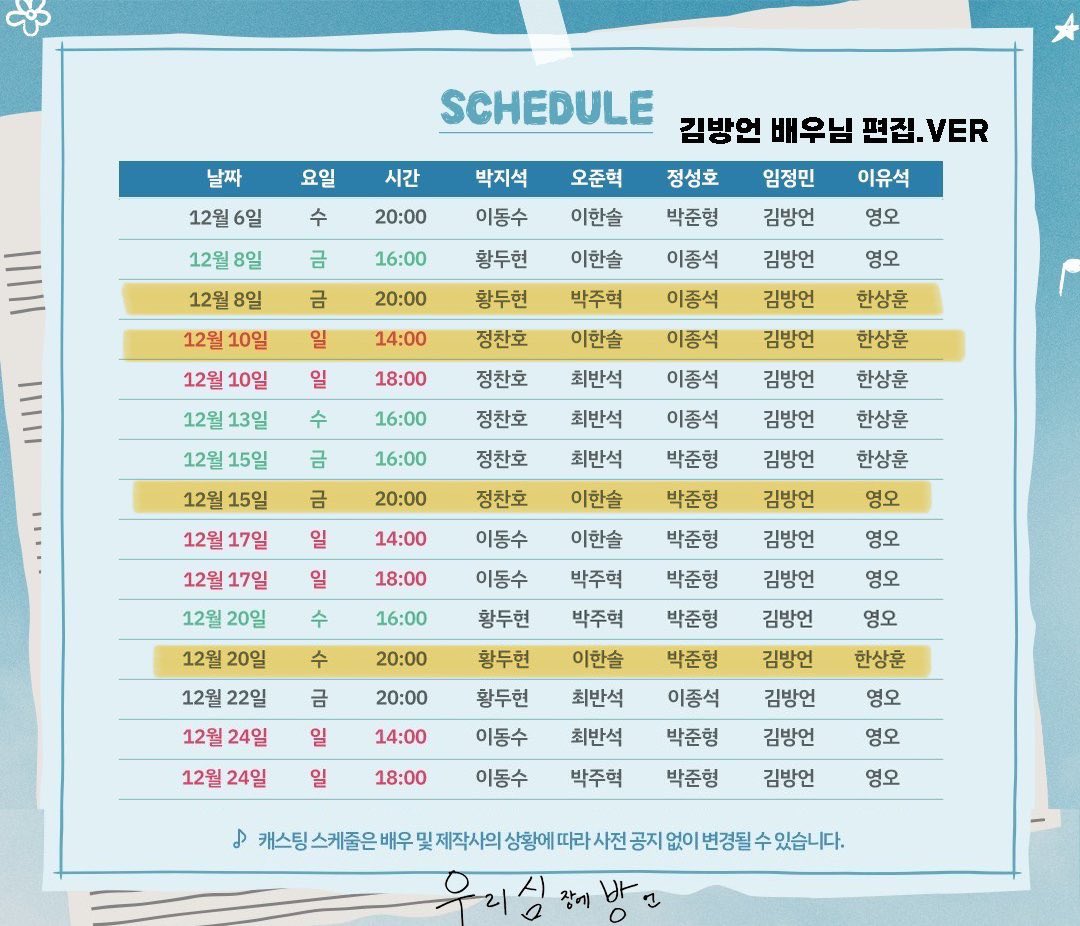 SCHEDULE
김방언 배우님 편집.VER
날짜 요일 시간 박지석 오준혁 정성호 임정민 이유석
12월 6일 수 20:00 이동수 이한솔 박준형 김방언 영오
12월 8일 금 16:00 황두현 이한솔 이종석 김방언 영오
12월 8일 금 20:00 황두현 박주혁 이종석 김방언 한상훈
12월 10일 일 14:00 정찬호 이한솔 이종석 김방언 한상훈
12월 10일 일 18:00 정찬호 최반석 이종석 김방언 한상훈
12월 13일 수 16:00 정찬호 최반석 이종석 김방언 한상훈
12월 15일 금 16:00 정찬호 최반석 박준형 김방언 한상훈
12월 15일 금 20:00 정찬호 이한솔 박준형 김방언 영오
12월 17일 일 14:00 이동수 이한솔 박준형 김방언 영오
12월 17일 일 18:00 이동수 박주혁 박준형 김방언 영오
12월 20일 수 16:00 황두현 박주혁 박준형 김방언 영오
12월 20일 수 20:00 황두현 이한솔 박준형 김방언 한상훈
12월 22일 금 20:00 황두현 최반석 이종석 김방언 영오
12월 24일 일 14:00 이동수 최반석 박준형 김방언 영오
12월 24일 일 18:00 이동수 박주혁 박준형 김방언 영오
♪ 캐스팅 스케줄은 배우 및 제작사의 상황에 따라 사전 공지 없이 변경될 수 있습니다.
우리 심장에 방언